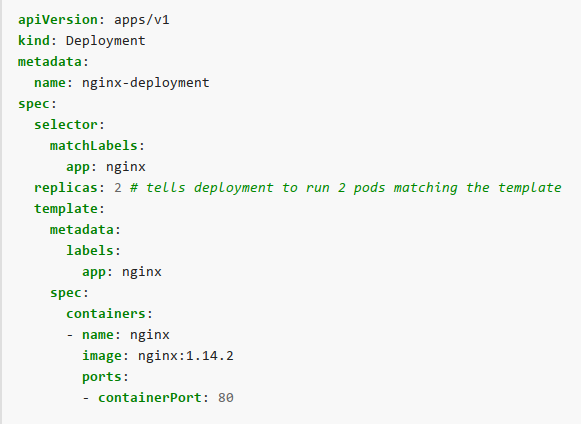 apiVersion: apps/v1
kind: Deployment
metadata:
  name: nginx-deployment
spec:
  selector:
    matchLabels:
      app: nginx
  replicas: 2 # tells deployment to run 2 pods matching the template
  template:
    metadata:
      labels:
        app: nginx
    spec:
      containers:
      - name: nginx
        image: nginx:1.14.2
        ports:
        - containerPort: 80